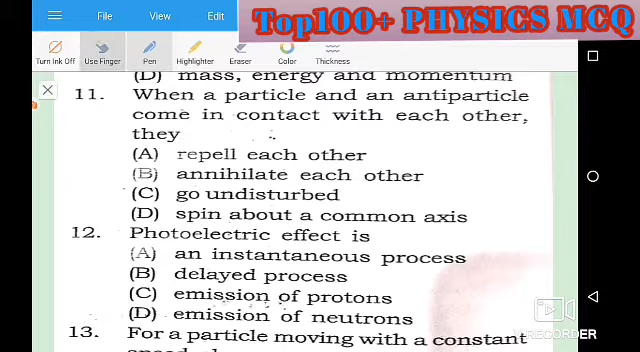 File View Edit
Top100+ PHYSICS MCQ
Turn Ink Off Use Finger Pen Highlighter Eraser Color Thickness
(D) mass, energy and momentum
11. When a particle and an antiparticle
come in contact with each other,
they
(A) repell each other
(B) annihilate each other
(C) go undisturbed
(D) spin about a common axis
12. Photoelectric effect is
(A) an instantaneous process
(B) delayed process
(C) emission of protons
(D) emission of neutrons
13. For a particle moving with a constant
V-RECORDER